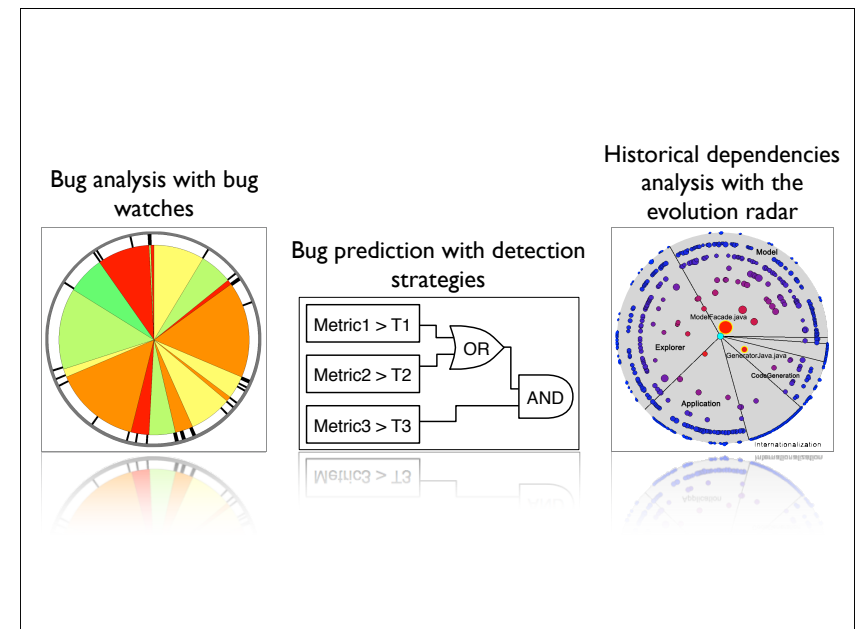 Bug analysis with bug
watches
Bug prediction with detection
strategies
Metric1 > T1
Metric2 > T2
Metric3 > T3
OR
AND
Historical dependencies
analysis with the
evolution radar
Model
ModelFacade.java
Explorer
GeneratorJava.java
CodeGeneration
Application
Internationalization